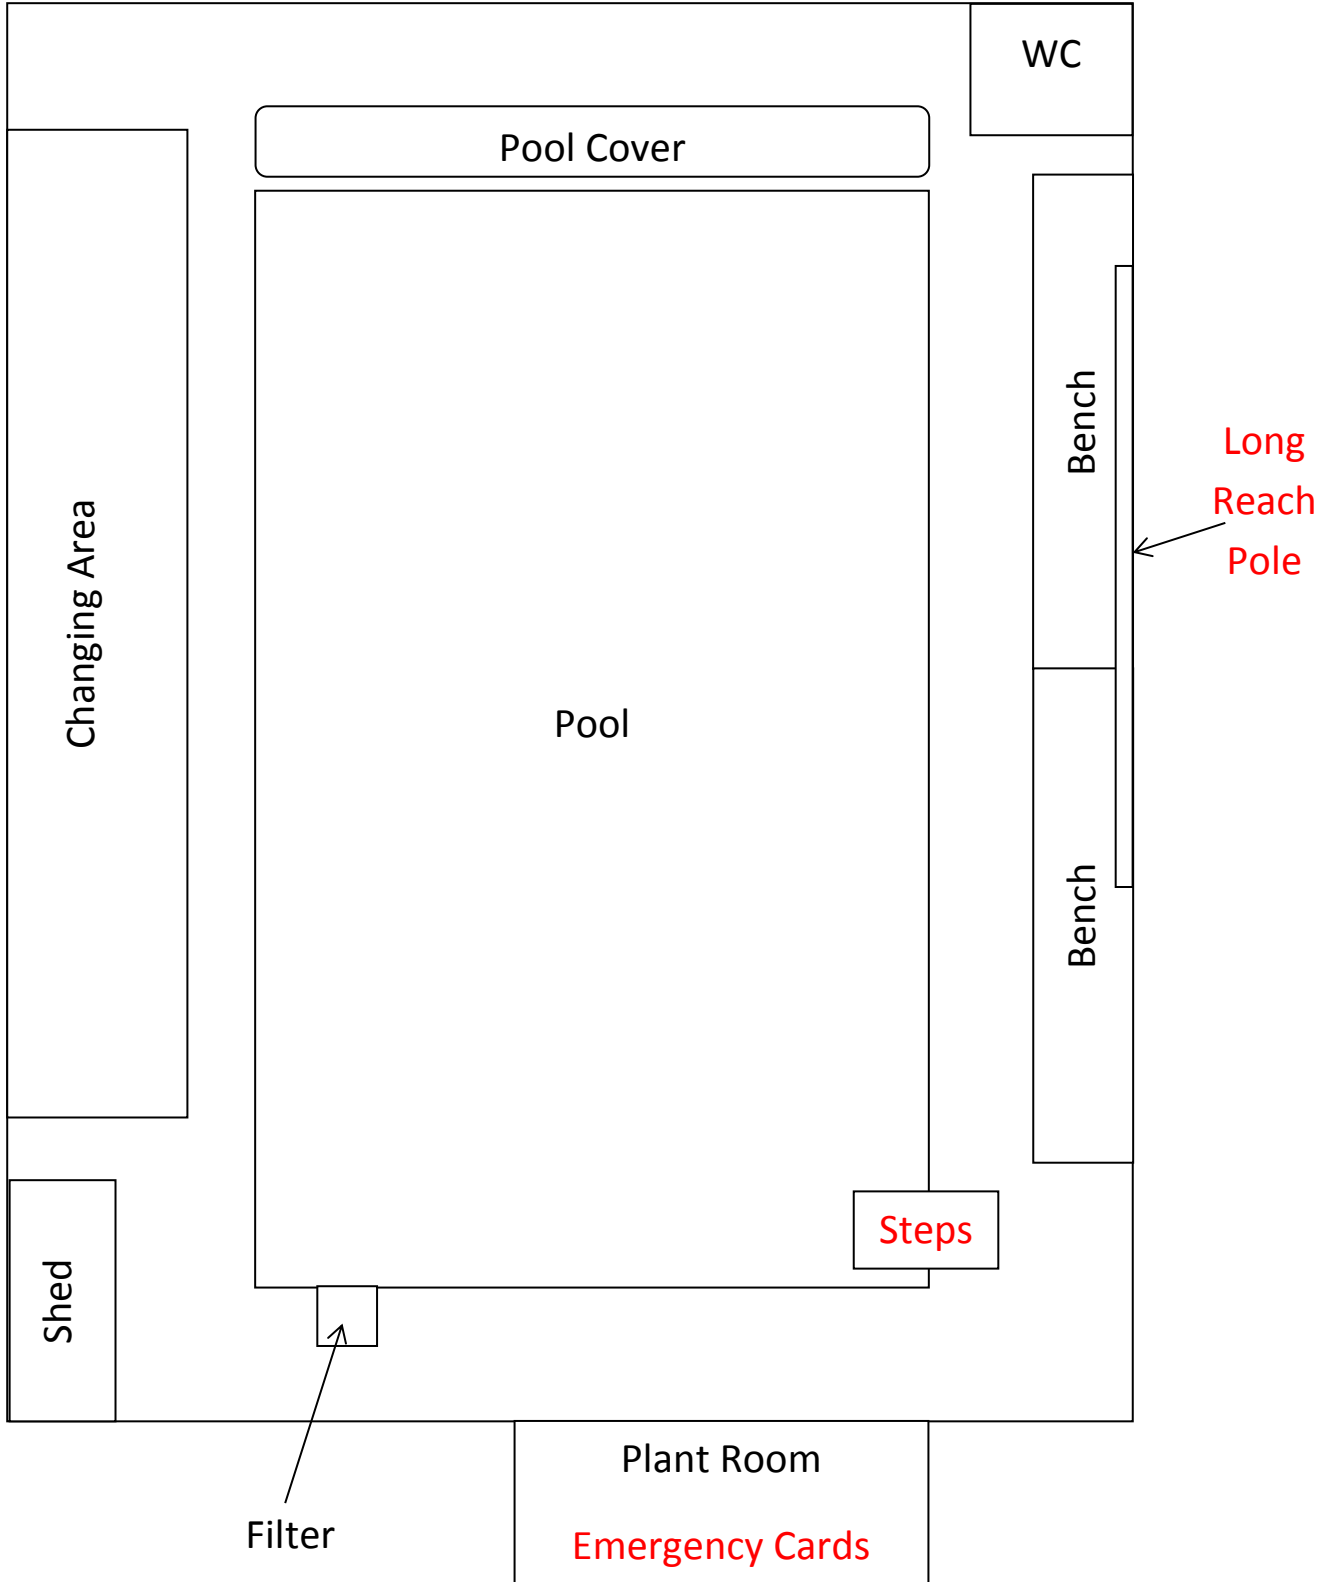 WC
Pool Cover
Bench
Long
Reach
Pole
Changing Area
Pool
Bench
Steps
Shed
Plant Room
Filter
Emergency Cards